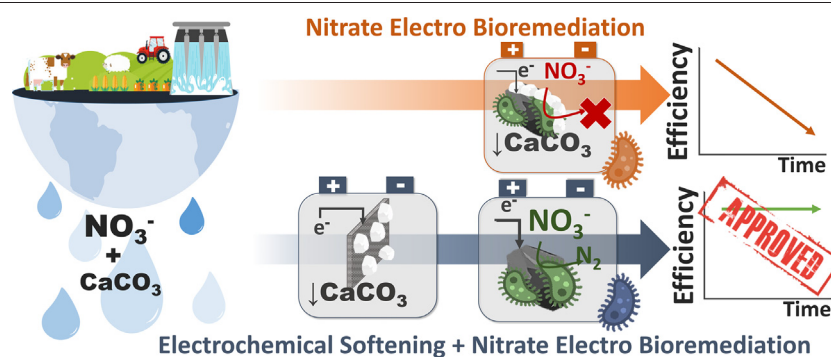 Nitrate Electro Bioremediation
+ -
e⁻ NO₃⁻
↓CaCO₃
Efficiency
Time
NO₃⁻
+
CaCO₃
+ -
e⁻
↓CaCO₃
+ -
e⁻
NO₃⁻
N₂
Efficiency
APPROVED
Time
Electrochemical Softening + Nitrate Electro Bioremediation